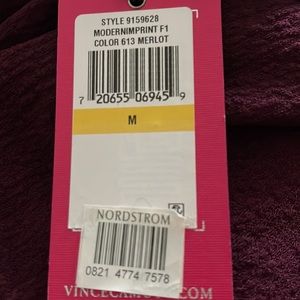 STYLE 9159628
MODERNIMPRINT F1
COLOR 613 MERLOT
7 20655 06945 9
M
NORDSTROM
0821 4774 7578
VINCECAMUTO.COM